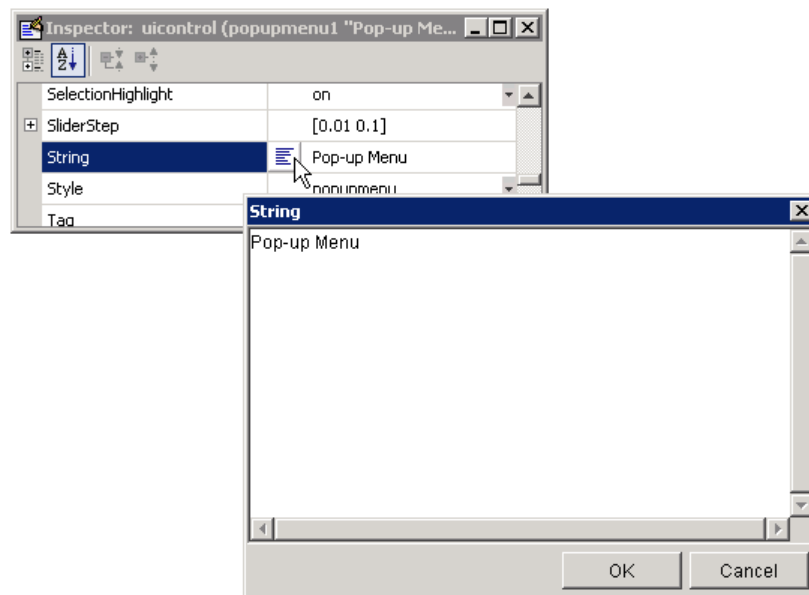 Inspector: uicontrol (popupmenu1 "Pop-up Me...
SelectionHighlight on
SliderStep [0.01 0.1]
String Pop-up Menu
Style popupmenu
Tag
String
Pop-up Menu
OK Cancel